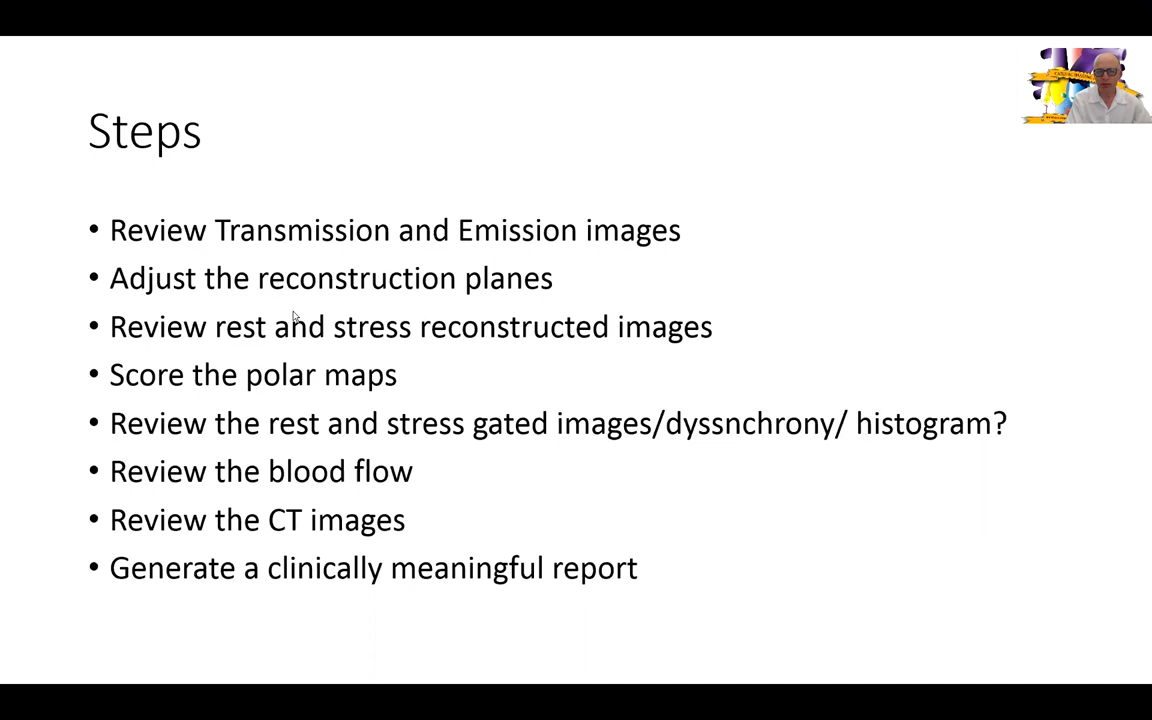 Steps
• Review Transmission and Emission images
• Adjust the reconstruction planes
• Review rest and stress reconstructed images
• Score the polar maps
• Review the rest and stress gated images/dyssnchrony/ histogram?
• Review the blood flow
• Review the CT images
• Generate a clinically meaningful report